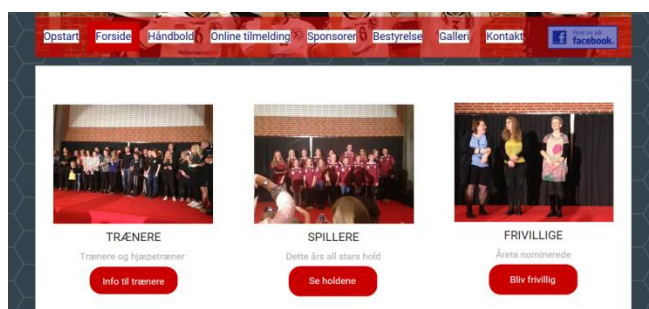 Opstart Forside Håndbold Online tilmelding Sponsorer Bestyrelse Galleri Kontakt
Find os på
facebook.
TRÆNERE
Trænere og hjæpetræner
Info til trænere
SPILLERE
Dette års all stars hold
Se holdene
FRIVILLIGE
Årets nominerede
Bliv frivillig